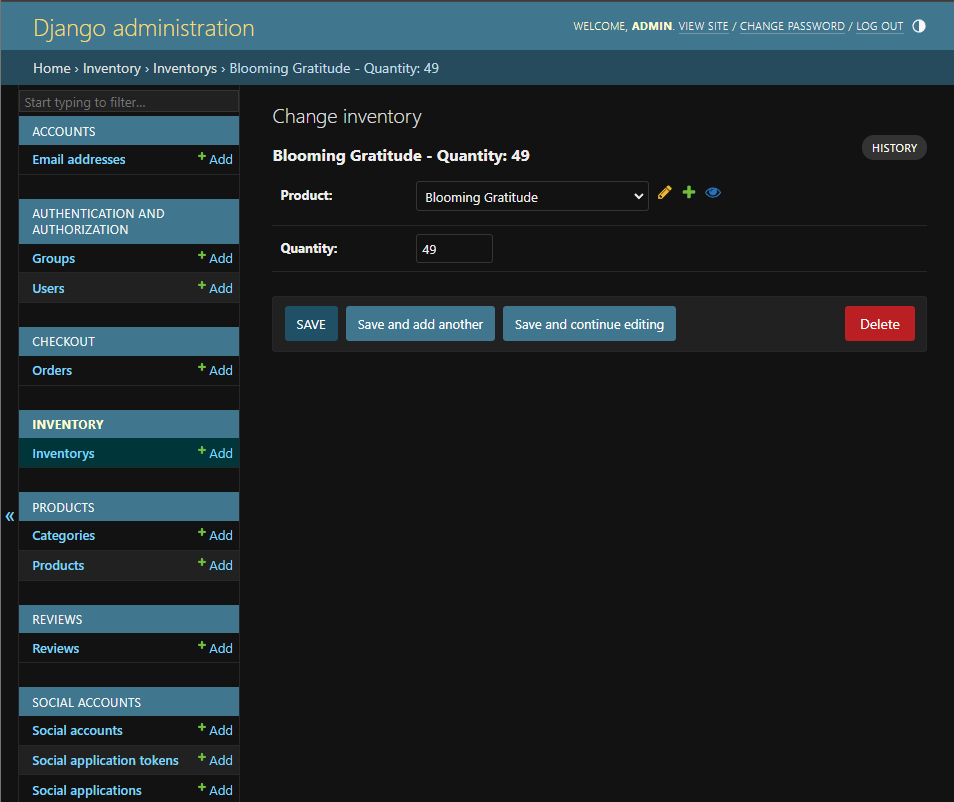 Django administration
WELCOME, ADMIN. VIEW SITE / CHANGE PASSWORD / LOG OUT
Home › Inventory › Inventorys › Blooming Gratitude - Quantity: 49
Start typing to filter...
ACCOUNTS
Email addresses + Add
AUTHENTICATION AND
AUTHORIZATION
Groups + Add
Users + Add
CHECKOUT
Orders + Add
INVENTORY
Inventorys + Add
PRODUCTS
Categories + Add
Products + Add
REVIEWS
Reviews + Add
SOCIAL ACCOUNTS
Social accounts + Add
Social application tokens + Add
Social applications + Add
«
Change inventory
Blooming Gratitude - Quantity: 49
HISTORY
Product: Blooming Gratitude
Quantity: 49
SAVE Save and add another Save and continue editing Delete